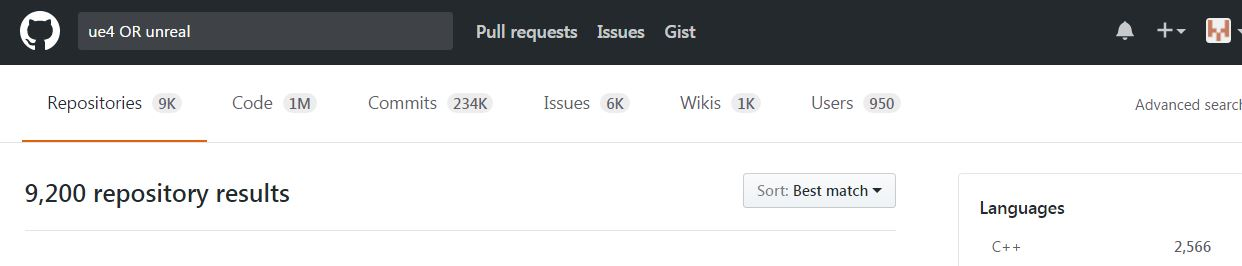 ue4 OR unreal Pull requests Issues Gist
Repositories 9K Code 1M Commits 234K Issues 6K Wikis 1K Users 950 Advanced search
9,200 repository results Sort: Best match
Languages
C++ 2,566